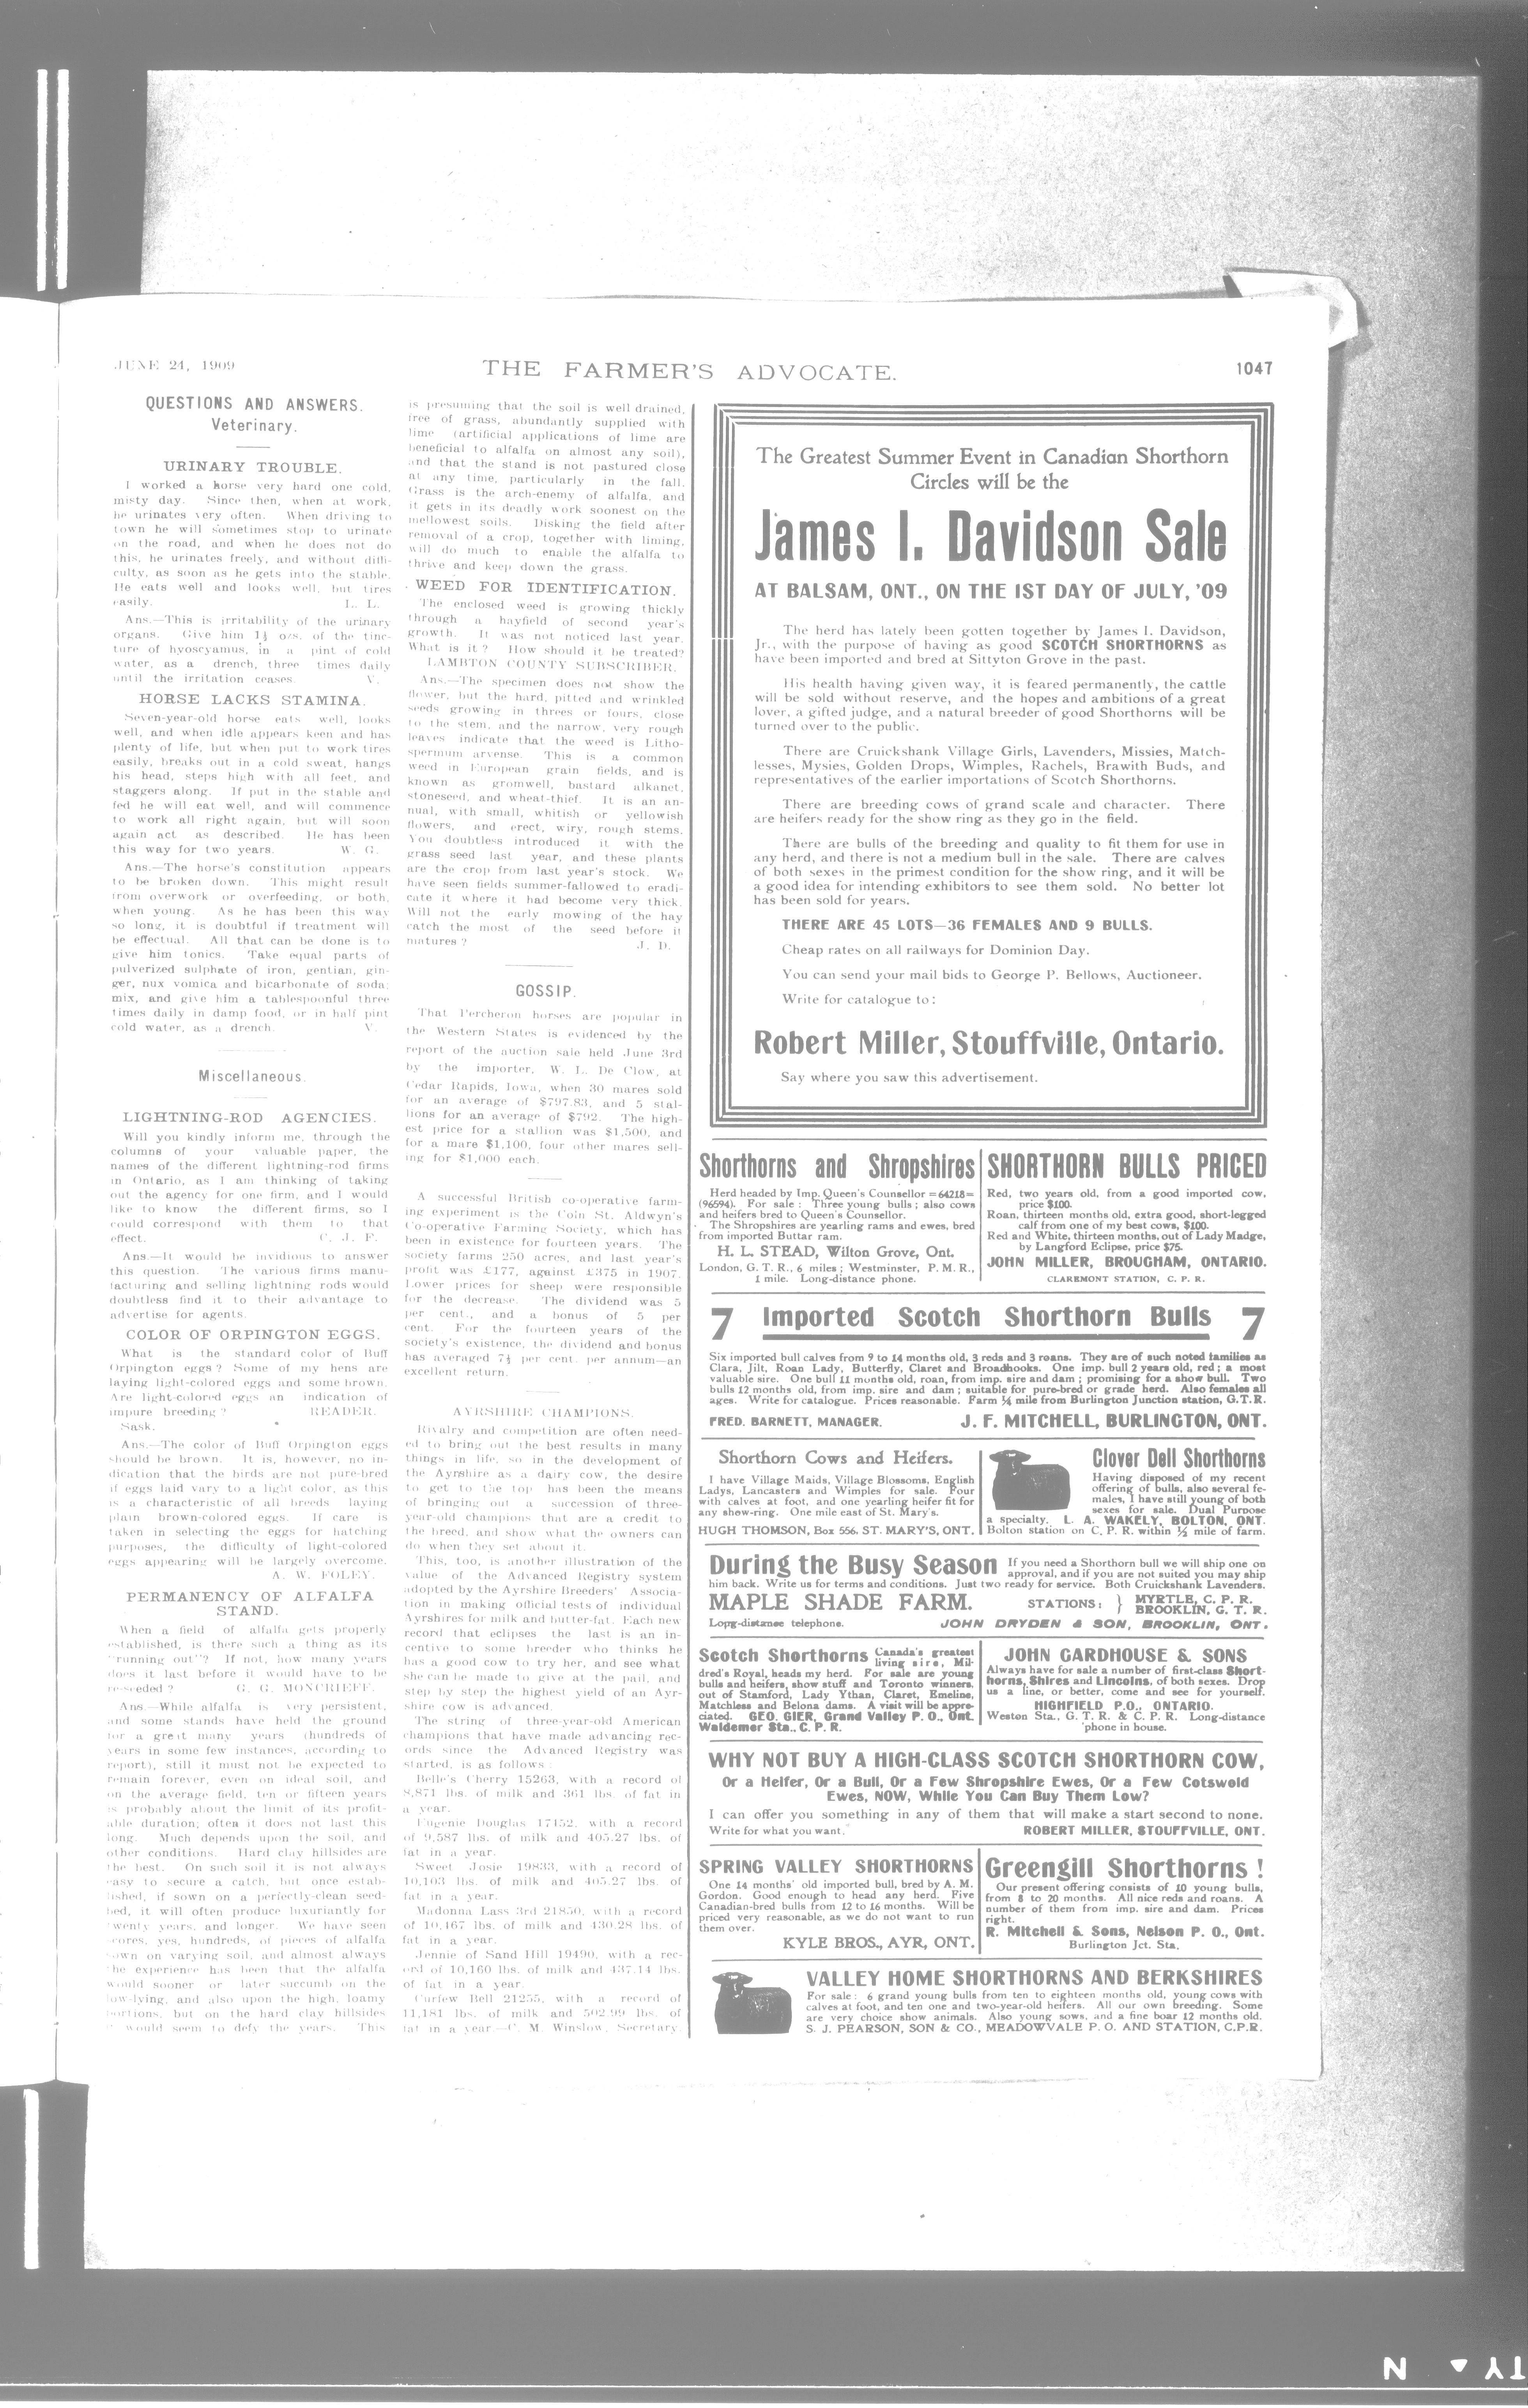 JUNE 24, 1909
THE FARMER'S ADVOCATE.
1047
QUESTIONS AND ANSWERS.
Veterinary.
URINARY TROUBLE.
I worked a horse very hard one cold,
misty day. Since then, when at work,
he urinates very often. When driving to
town he will sometimes stop to urinate
on the road, and when he does not do
this, he urinates freely, and without diffi-
culty, as soon as he gets into the stable.
He eats well and looks well, but tires
easily. L. L.
Ans.—This is irritability of the urinary
organs. Give him 1½ ozs. of the tinc-
ture of hyoscyamus, in a pint of cold
water, as a drench, three times daily
until the irritation ceases. V.
HORSE LACKS STAMINA.
Seven-year-old horse eats well, looks
well, and when idle appears keen and has
plenty of life, but when put to work tires
easily, breaks out in a cold sweat, hangs
his head, steps high with all feet, and
staggers along. If put in the stable and
fed he will eat well, and will commence
to work all right again, but will soon
again act as described. He has been
this way for two years. W. G.
Ans.—The horse's constitution appears
to be broken down. This might result
from overwork or overfeeding, or both,
when young. As he has been this way
so long, it is doubtful if treatment will
be effectual. All that can be done is to
give him tonics. Take equal parts of
pulverized sulphate of iron, gentian, gin-
ger, nux vomica and bicarbonate of soda;
mix, and give him a tablespoonful three
times daily in damp food, or in half pint
cold water, as a drench. V.
Miscellaneous.
LIGHTNING-ROD AGENCIES.
Will you kindly inform me, through the
columns of your valuable paper, the
names of the different lightning-rod firms
in Ontario, as I am thinking of taking
out the agency for one firm, and I would
like to know the different firms, so I
could correspond with them to that
effect. C. J. F.
Ans.—It would be invidious to answer
this question. The various firms manu-
facturing and selling lightning rods would
doubtless find it to their advantage to
advertise for agents.
COLOR OF ORPINGTON EGGS.
What is the standard color of Buff
Orpington eggs? Some of my hens are
laying light-colored eggs and some brown.
Are light-colored eggs an indication of
impure breeding? READER.
Sask.
Ans.—The color of Buff Orpington eggs
should be brown. It is, however, no in-
dication that the birds are not pure-bred
if eggs laid vary to a light color, as this
is a characteristic of all breeds laying
plain brown-colored eggs. If care is
taken in selecting the eggs for hatching
purposes, the difficulty of light-colored
eggs appearing will be largely overcome.
A. W. FOLEY.
PERMANENCY OF ALFALFA
STAND.
When a field of alfalfa gets properly
established, is there such a thing as its
"running out"? If not, how many years
does it last before it would have to be
re-seeded? G. G. MONCRIEFF.
Ans.—While alfalfa is very persistent,
and some stands have held the ground
for a great many years (hundreds of
years in some few instances, according to
report), still it must not be expected to
remain forever, even on ideal soil, and
on the average field, ten or fifteen years
is probably about the limit of its profit-
able duration; often it does not last this
long. Much depends upon the soil, and
other conditions. Hard clay hillsides are
the best. On such soil it is not always
easy to secure a catch, but once estab-
lished, if sown on a perfectly-clean seed-
bed, it will often produce luxuriantly for
twenty years, and longer. We have seen
scores, yes, hundreds, of pieces of alfalfa
sown on varying soil, and almost always
the experience has been that the alfalfa
would sooner or later succumb on the
low-lying, and also upon the high, loamy
portions, but on the hard clay hillsides
it would seem to defy the years. This
is presuming that the soil is well drained,
free of grass, abundantly supplied with
lime (artificial applications of lime are
beneficial to alfalfa on almost any soil),
and that the stand is not pastured close
at any time, particularly in the fall.
Grass is the arch-enemy of alfalfa, and
it gets in its deadly work soonest on the
mellowest soils. Disking the field after
removal of a crop, together with liming,
will do much to enable the alfalfa to
thrive and keep down the grass.
WEED FOR IDENTIFICATION.
The enclosed weed is growing thickly
through a hayfield of second year's
growth. It was not noticed last year.
What is it? How should it be treated?
LAMBTON COUNTY SUBSCRIBER.
Ans.—The specimen does not show the
flower, but the hard, pitted and wrinkled
seeds growing in threes or fours, close
to the stem, and the narrow, very rough
leaves indicate that the weed is Litho-
spermum arvense. This is a common
weed in European grain fields, and is
known as gromwell, bastard alkanet,
stoneseed, and wheat-thief. It is an an-
nual, with small, whitish or yellowish
flowers, and erect, wiry, rough stems.
You doubtless introduced it with the
grass seed last year, and these plants
are the crop from last year's stock. We
have seen fields summer-fallowed to eradi-
cate it where it had become very thick.
Will not the early mowing of the hay
catch the most of the seed before it
matures? J. D.
GOSSIP.
That Percheron horses are popular in
the Western States is evidenced by the
report of the auction sale held June 3rd
by the importer, W. L. De Clow, at
Cedar Rapids, Iowa, when 30 mares sold
for an average of $797.83, and 5 stal-
lions for an average of $792. The high-
est price for a stallion was $1,500, and
for a mare $1,100, four other mares sell-
ing for $1,000 each.
A successful British co-operative farm-
ing experiment is the Coln St. Aldwyn's
Co-operative Farming Society, which has
been in existence for fourteen years. The
society farms 250 acres, and last year's
profit was £177, against £375 in 1907.
Lower prices for sheep were responsible
for the decrease. The dividend was 5
per cent., and a bonus of 5 per
cent. For the fourteen years of the
society's existence, the dividend and bonus
has averaged 7½ per cent. per annum—an
excellent return.
AYRSHIRE CHAMPIONS.
Rivalry and competition are often need-
ed to bring out the best results in many
things in life, so in the development of
the Ayrshire as a dairy cow, the desire
to get to the top has been the means
of bringing out a succession of three-
year-old champions that are a credit to
the breed, and show what the owners can
do when they set about it.
This, too, is another illustration of the
value of the Advanced Registry system
adopted by the Ayrshire Breeders' Associa-
tion in making official tests of individual
Ayrshires for milk and butter-fat. Each new
record that eclipses the last is an in-
centive to some breeder who thinks he
has a good cow to try her, and see what
she can be made to give at the pail, and
step by step the highest yield of an Ayr-
shire cow is advanced.
The string of three-year-old American
champions that have made advancing rec-
ords since the Advanced Registry was
started, is as follows:
Belle's Cherry 15263, with a record of
8,871 lbs. of milk and 361 lbs. of fat in
a year.
Eugenie Douglas 17452, with a record
of 9,587 lbs. of milk and 405.27 lbs. of
fat in a year.
Sweet Josie 19833, with a record of
10,103 lbs. of milk and 405.27 lbs. of
fat in a year.
Madonna Lass 3rd 21850, with a record
of 10,467 lbs. of milk and 430.28 lbs. of
fat in a year.
Jennie of Sand Hill 19490, with a rec-
ord of 10,160 lbs. of milk and 437.14 lbs.
of fat in a year.
Curfew Bell 21255, with a record of
11,181 lbs. of milk and 502.99 lbs. of
fat in a year.—C. M. Winslow, Secretary.
The Greatest Summer Event in Canadian Shorthorn
Circles will be the
James I. Davidson Sale
AT BALSAM, ONT., ON THE 1ST DAY OF JULY, '09
The herd has lately been gotten together by James I. Davidson,
Jr., with the purpose of having as good SCOTCH SHORTHORNS as
have been imported and bred at Sittyton Grove in the past.
His health having given way, it is feared permanently, the cattle
will be sold without reserve, and the hopes and ambitions of a great
lover, a gifted judge, and a natural breeder of good Shorthorns will be
turned over to the public.
There are Cruickshank Village Girls, Lavenders, Missies, Match-
lesses, Mysies, Golden Drops, Wimples, Rachels, Brawith Buds, and
representatives of the earlier importations of Scotch Shorthorns.
There are breeding cows of grand scale and character. There
are heifers ready for the show ring as they go in the field.
There are bulls of the breeding and quality to fit them for use in
any herd, and there is not a medium bull in the sale. There are calves
of both sexes in the primest condition for the show ring, and it will be
a good idea for intending exhibitors to see them sold. No better lot
has been sold for years.
THERE ARE 45 LOTS—36 FEMALES AND 9 BULLS.
Cheap rates on all railways for Dominion Day.
You can send your mail bids to George P. Bellows, Auctioneer.
Write for catalogue to:
Robert Miller, Stouffville, Ontario.
Say where you saw this advertisement.
Shorthorns and Shropshires
Herd headed by Imp. Queen's Counsellor =64218=
(96594). For sale: Three young bulls; also cows
and heifers bred to Queen's Counsellor.
The Shropshires are yearling rams and ewes, bred
from imported Buttar ram.
H. L. STEAD, Wilton Grove, Ont.
London, G. T. R., 6 miles; Westminster, P. M. R.,
1 mile. Long-distance phone.
SHORTHORN BULLS PRICED
Red, two years old, from a good imported cow,
price $100.
Roan, thirteen months old, extra good, short-legged
calf from one of my best cows, $100.
Red and White, thirteen months, out of Lady Madge,
by Langford Eclipse, price $75.
JOHN MILLER, BROUGHAM, ONTARIO.
CLAREMONT STATION, C. P. R.
7 Imported Scotch Shorthorn Bulls 7
Six imported bull calves from 9 to 14 months old, 3 reds and 3 roans. They are of such noted families as
Clara, Jilt, Roan Lady, Butterfly, Claret and Broadhooks. One imp. bull 2 years old, red; a most
valuable sire. One bull 11 months old, roan, from imp. sire and dam; promising for a show bull. Two
bulls 12 months old, from imp. sire and dam; suitable for pure-bred or grade herd. Also females all
ages. Write for catalogue. Prices reasonable. Farm ¼ mile from Burlington Junction station, G.T.R.
FRED. BARNETT, MANAGER. J. F. MITCHELL, BURLINGTON, ONT.
Shorthorn Cows and Heifers.
I have Village Maids, Village Blossoms, English
Ladys, Lancasters and Wimples for sale. Four
with calves at foot, and one yearling heifer fit for
any show-ring. One mile east of St. Mary's.
HUGH THOMSON, Box 556. ST. MARY'S, ONT.
Clover Dell Shorthorns
Having disposed of my recent
offering of bulls, also several fe-
males, I have still young of both
sexes for sale. Dual Purpose
a specialty. L. A. WAKELY, BOLTON, ONT.
Bolton station on C. P. R. within ½ mile of farm.
During the Busy Season If you need a Shorthorn bull we will ship one on
approval, and if you are not suited you may ship
him back. Write us for terms and conditions. Just two ready for service. Both Cruickshank Lavenders.
MAPLE SHADE FARM. STATIONS: } MYRTLE, C. P. R.
BROOKLIN, G. T. R.
Long-distance telephone. JOHN DRYDEN & SON, BROOKLIN, ONT.
Scotch Shorthorns Canada's greatest
living sire, Mil-
dred's Royal, heads my herd. For sale are young
bulls and heifers, show stuff and Toronto winners,
out of Stamford, Lady Ythan, Claret, Emeline,
Matchless and Belona dams. A visit will be appre-
ciated. GEO. GIER, Grand Valley P. O., Ont.
Waldemer Sta., C. P. R.
JOHN GARDHOUSE & SONS
Always have for sale a number of first-class Short-
horns, Shires and Lincolns, of both sexes. Drop
us a line, or better, come and see for yourself.
HIGHFIELD P.O., ONTARIO.
Weston Sta., G. T. R. & C. P. R. Long-distance
'phone in house.
WHY NOT BUY A HIGH-CLASS SCOTCH SHORTHORN COW,
Or a Heifer, Or a Bull, Or a Few Shropshire Ewes, Or a Few Cotswold
Ewes, NOW, While You Can Buy Them Low?
I can offer you something in any of them that will make a start second to none.
Write for what you want. ROBERT MILLER, STOUFFVILLE, ONT.
SPRING VALLEY SHORTHORNS
One 14 months' old imported bull, bred by A. M.
Gordon. Good enough to head any herd. Five
Canadian-bred bulls from 12 to 16 months. Will be
priced very reasonable, as we do not want to run
them over.
KYLE BROS., AYR, ONT.
Greengill Shorthorns!
Our present offering consists of 10 young bulls,
from 8 to 20 months. All nice reds and roans. A
number of them from imp. sire and dam. Prices
right.
R. Mitchell & Sons, Nelson P. O., Ont.
Burlington Jct. Sta.
VALLEY HOME SHORTHORNS AND BERKSHIRES
For sale: 6 grand young bulls from ten to eighteen months old, young cows with
calves at foot, and ten one and two-year-old heifers. All our own breeding. Some
are very choice show animals. Also young sows, and a fine boar 12 months old.
S. J. PEARSON, SON & CO., MEADOWVALE P. O. AND STATION, C.P.R.